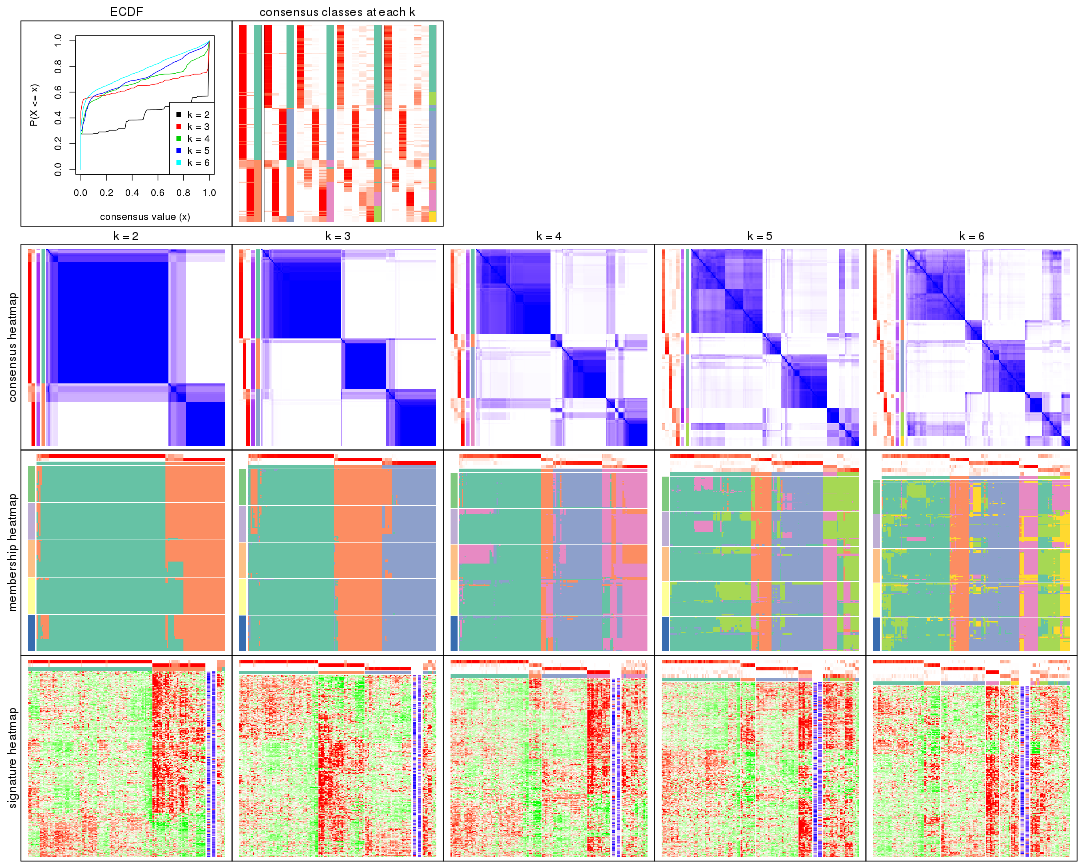 ECDF
consensus classes at each k
P(X <= x)
0.0 0.2 0.4 0.6 0.8 1.0
k = 2
k = 3
k = 4
k = 5
k = 6
0.0 0.2 0.4 0.6 0.8 1.0
consensus value (x)
k = 2
k = 3
k = 4
k = 5
k = 6
consensus heatmap
membership heatmap
signature heatmap